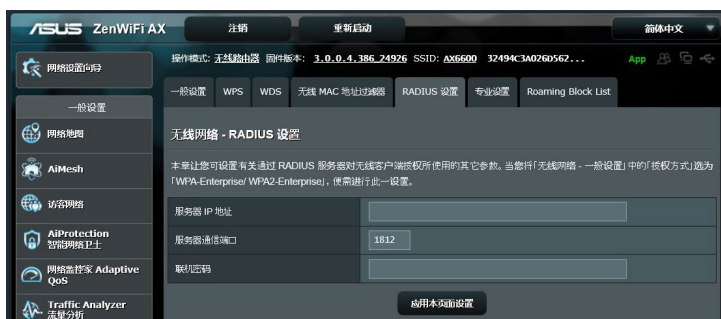 ASUS ZenWiFi AX 注销 重新启动 简体中文
操作模式: 无线路由器 固件版本: 3.0.0.4.386_24926 SSID: AX6600 32494C3A026D562... App
网络设置向导
一般设置 WPS WDS 无线 MAC 地址过滤器 RADIUS 设置 专业设置 Roaming Block List
一般设置
网络地图
AiMesh
访客网络
AiProtection
智能网络卫士
网络监控家 Adaptive
QoS
Traffic Analyzer
流量分析
无线网络 - RADIUS 设置
本章让您可设置有关通过 RADIUS 服务器对无线客户端授权所使用的其它参数。当您将「无线网络 - 一般设置」中的「授权方式」选为
「WPA-Enterprise/ WPA2-Enterprise」，便需进行此一设置。
服务器 IP 地址
服务器通信端口 1812
联机密码
应用本页面设置